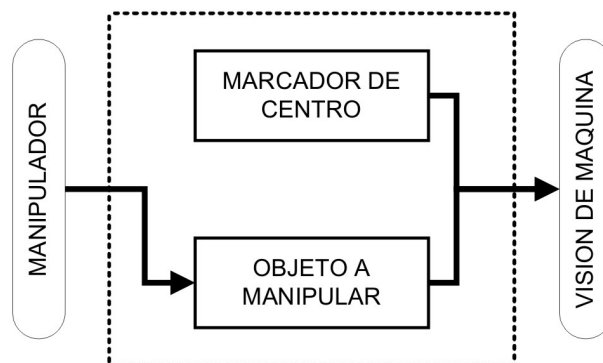 MANIPULADOR
MARCADOR DE
CENTRO
OBJETO A
MANIPULAR
VISION DE MAQUINA